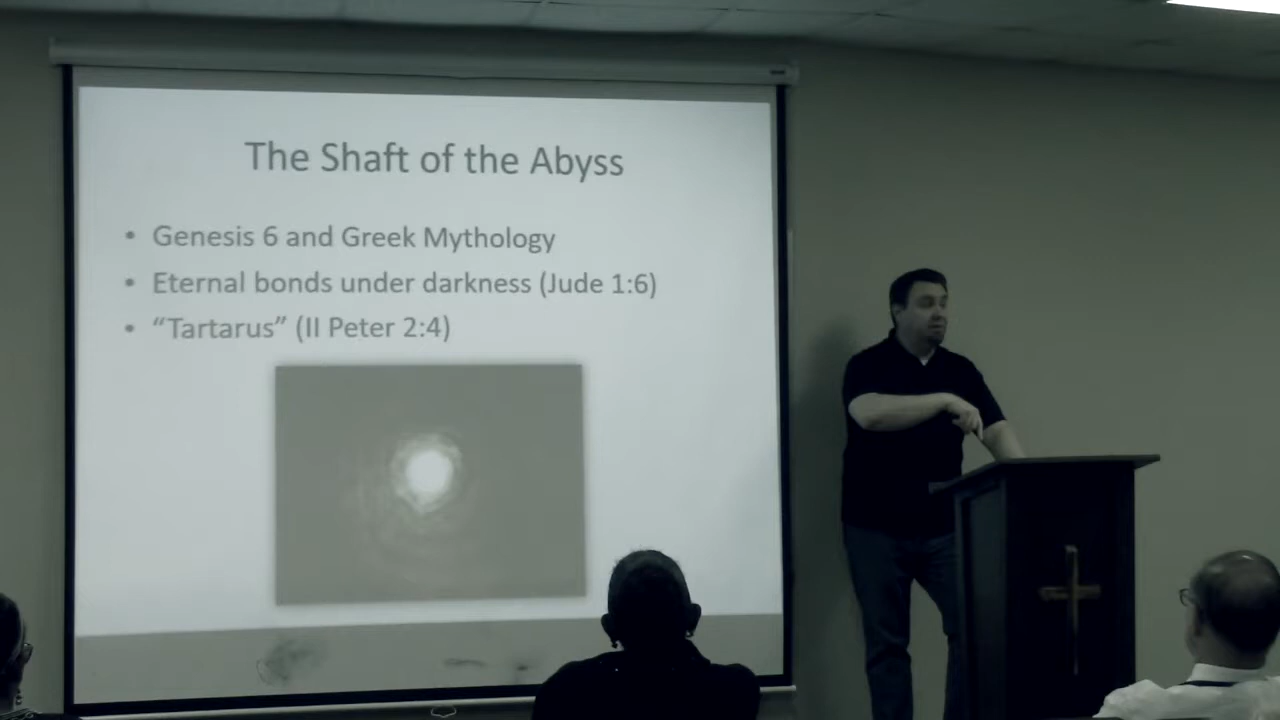 The Shaft of the Abyss
• Genesis 6 and Greek Mythology
• Eternal bonds under darkness (Jude 1:6)
• “Tartarus” (II Peter 2:4)